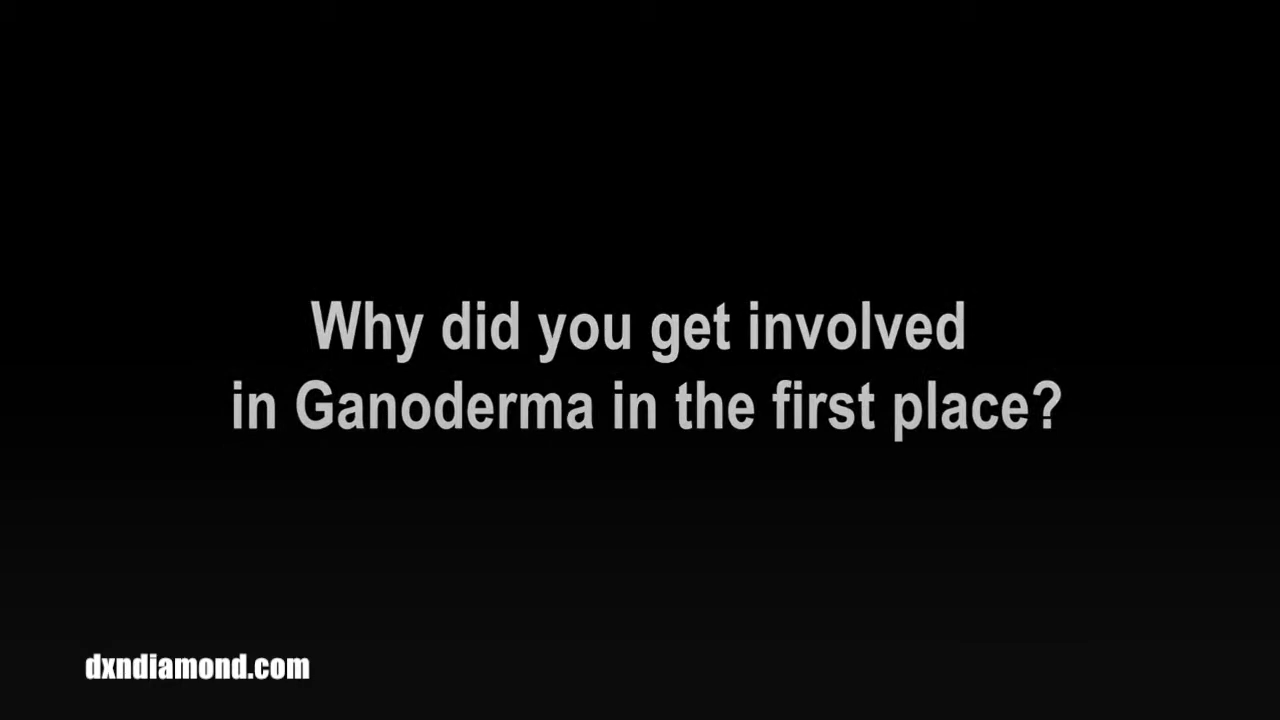 Why did you get involved
in Ganoderma in the first place?
dxndiamond.com